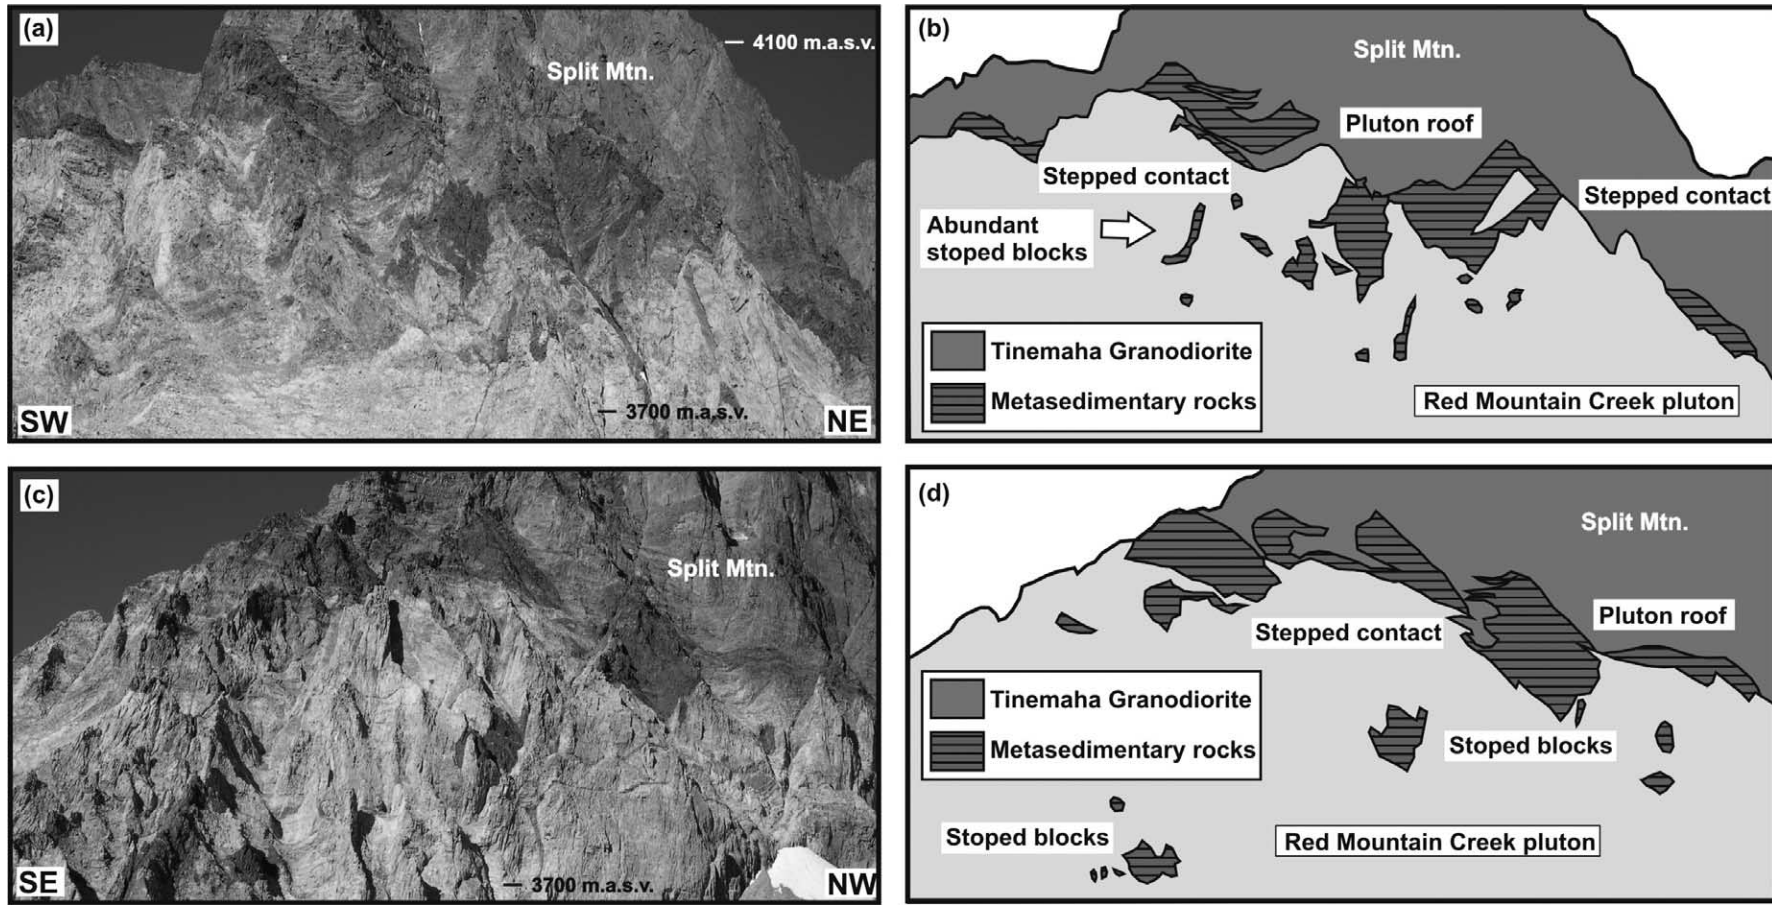 (a)
4100 m.a.s.v.
Split Mtn.
3700 m.a.s.v.
SW
NE
(b)
Split Mtn.
Pluton roof
Stepped contact
Stepped contact
Abundant
stoped blocks
Tinemaha Granodiorite
Metasedimentary rocks
Red Mountain Creek pluton
(c)
Split Mtn.
3700 m.a.s.v.
SE
NW
(d)
Split Mtn.
Pluton roof
Stepped contact
Tinemaha Granodiorite
Metasedimentary rocks
Stoped blocks
Stoped blocks
Red Mountain Creek pluton